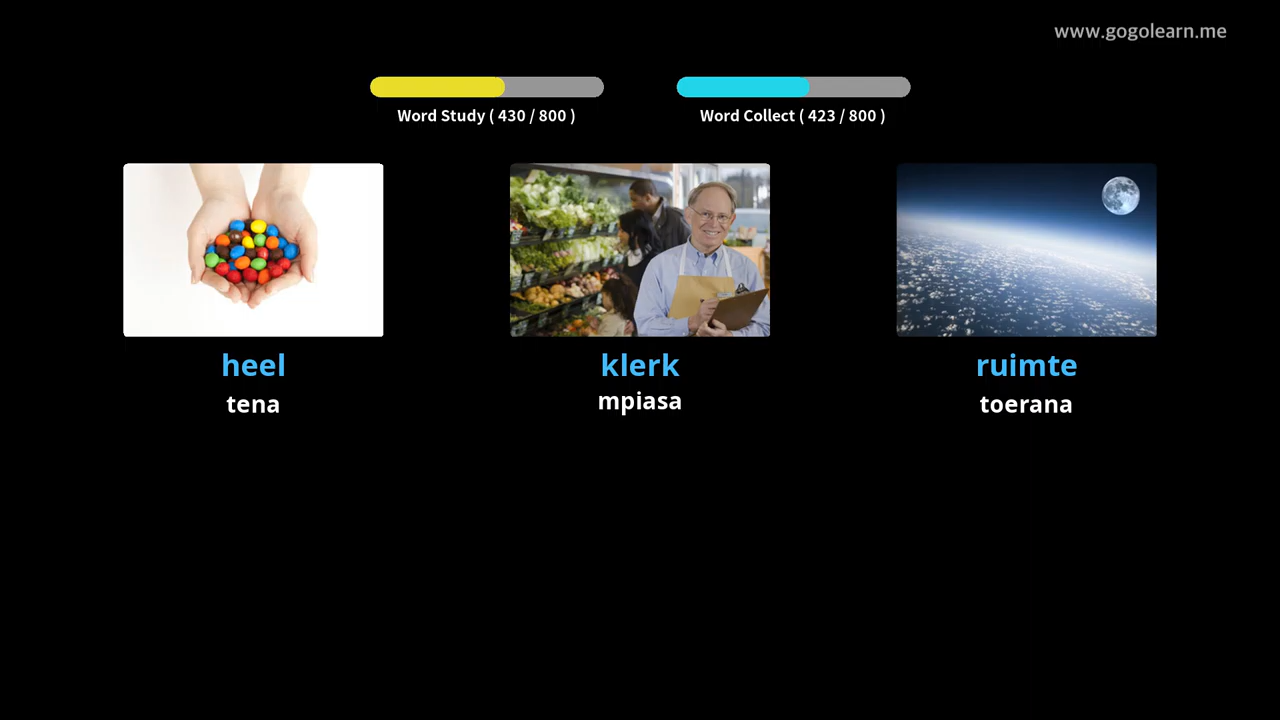 www.gogolearn.me
Word Study ( 430 / 800 )
Word Collect ( 423 / 800 )
heel
klerk
ruimte
tena
mpiasa
toerana